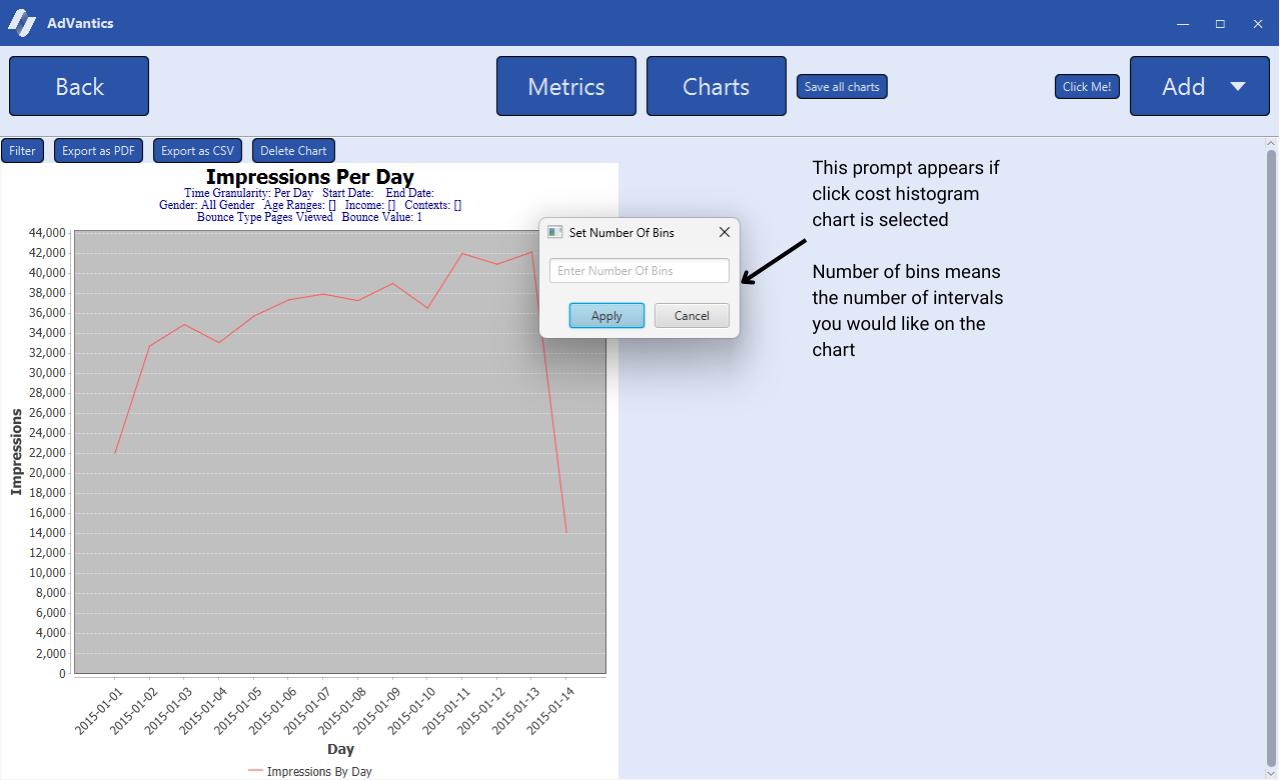 AdVantics
Back
Metrics
Charts
Save all charts
Click Me!
Add
Filter
Export as PDF
Export as CSV
Delete Chart
Impressions Per Day
Time Granularity: Per Day Start Date: End Date:
Gender: All Gender Age Ranges: [] Income: [] Contexts: []
Bounce Type Pages Viewed Bounce Value: 1
44,000
42,000
40,000
38,000
36,000
34,000
32,000
30,000
28,000
26,000
24,000
22,000
20,000
18,000
16,000
14,000
12,000
10,000
8,000
6,000
4,000
2,000
0
Impressions
2015-01-01
2015-01-02
2015-01-03
2015-01-04
2015-01-05
2015-01-06
2015-01-07
2015-01-08
2015-01-09
2015-01-10
2015-01-11
2015-01-12
2015-01-13
2015-01-14
Day
Impressions By Day
Set Number Of Bins
Enter Number Of Bins
Apply
Cancel
This prompt appears if
click cost histogram
chart is selected
Number of bins means
the number of intervals
you would like on the
chart